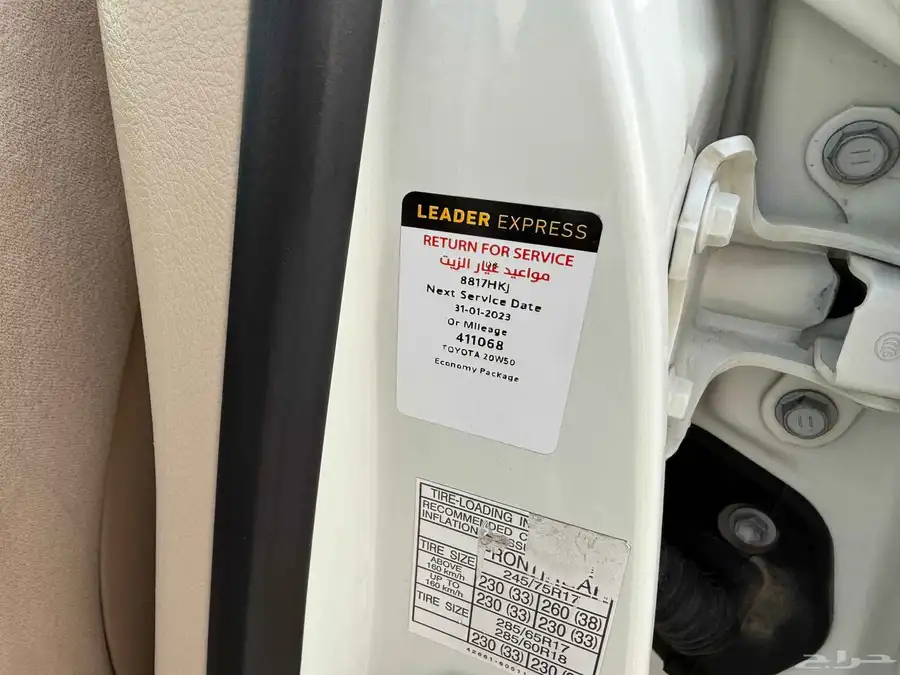 LEADER EXPRESS
RETURN FOR SERVICE
مواعيد غيار الزيت
8817HKJ
Next Service Date
31-01-2023
Or Mileage
411068
TOYOTA 20W50
Economy Package
TIRE-LOADING
RECOMMENDED
INFLATION
TIRE SIZE 245/75R17
ABOVE 160 km/h 230 (33) 260 (38)
UP TO 160 km/h 230 (33) 230 (33)
TIRE SIZE 285/65R17
285/60R18
230 (33) 230
حراج